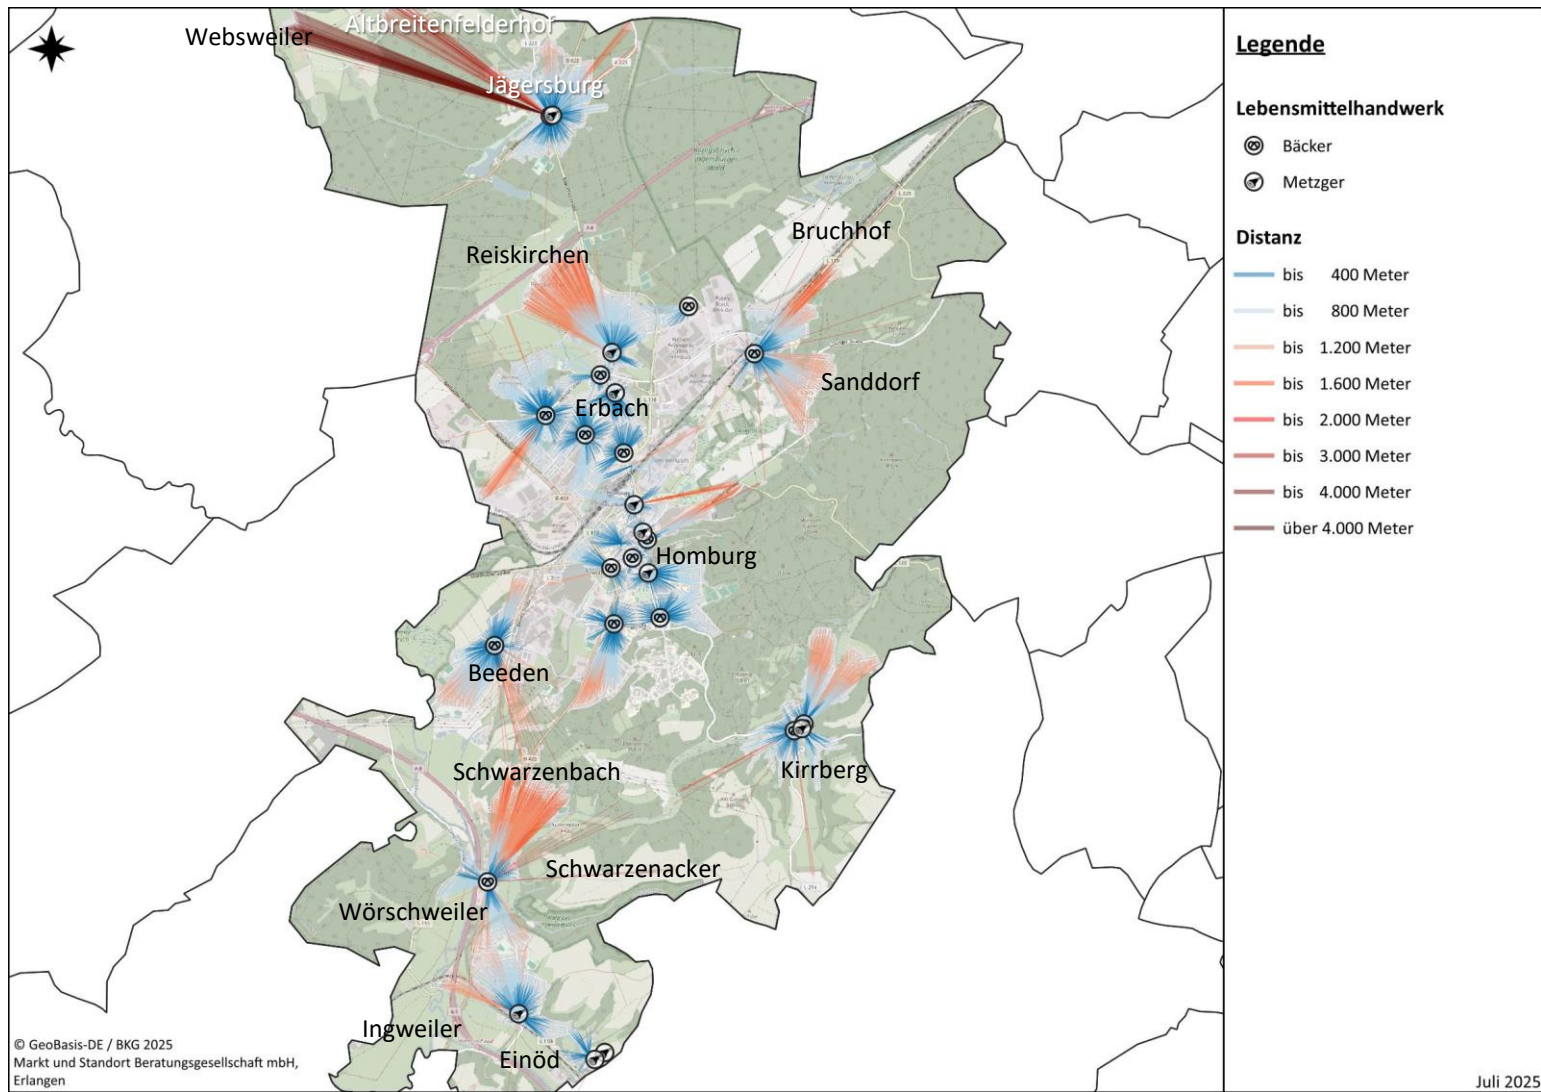 Altbreitenfelderhof
Websweiler
Jägersburg
Bruchhof
Reiskirchen
Sanddorf
Erbach
Homburg
Beeden
Schwarzenbach
Kirrberg
Schwarzenacker
Wörschweiler
Ingweiler
Einöd
© GeoBasis-DE / BKG 2025
Markt und Standort Beratungsgesellschaft mbH,
Erlangen
Legende
Lebensmittelhandwerk
Bäcker
Metzger
Distanz
bis 400 Meter
bis 800 Meter
bis 1.200 Meter
bis 1.600 Meter
bis 2.000 Meter
bis 3.000 Meter
bis 4.000 Meter
über 4.000 Meter
Juli 2025